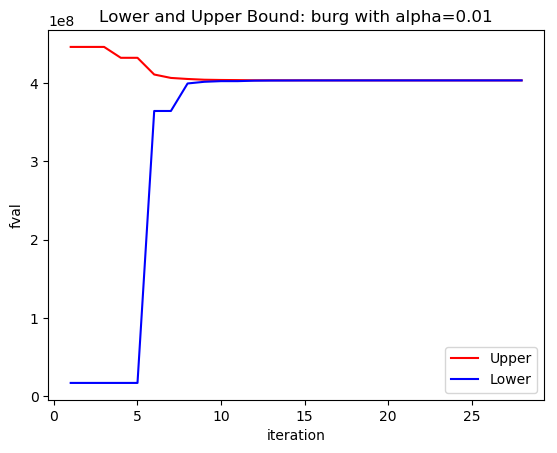 Lower and Upper Bound: burg with alpha=0.01
1e8
4
3
2
1
0
fval
0
5
10
15
20
25
iteration
Upper
Lower